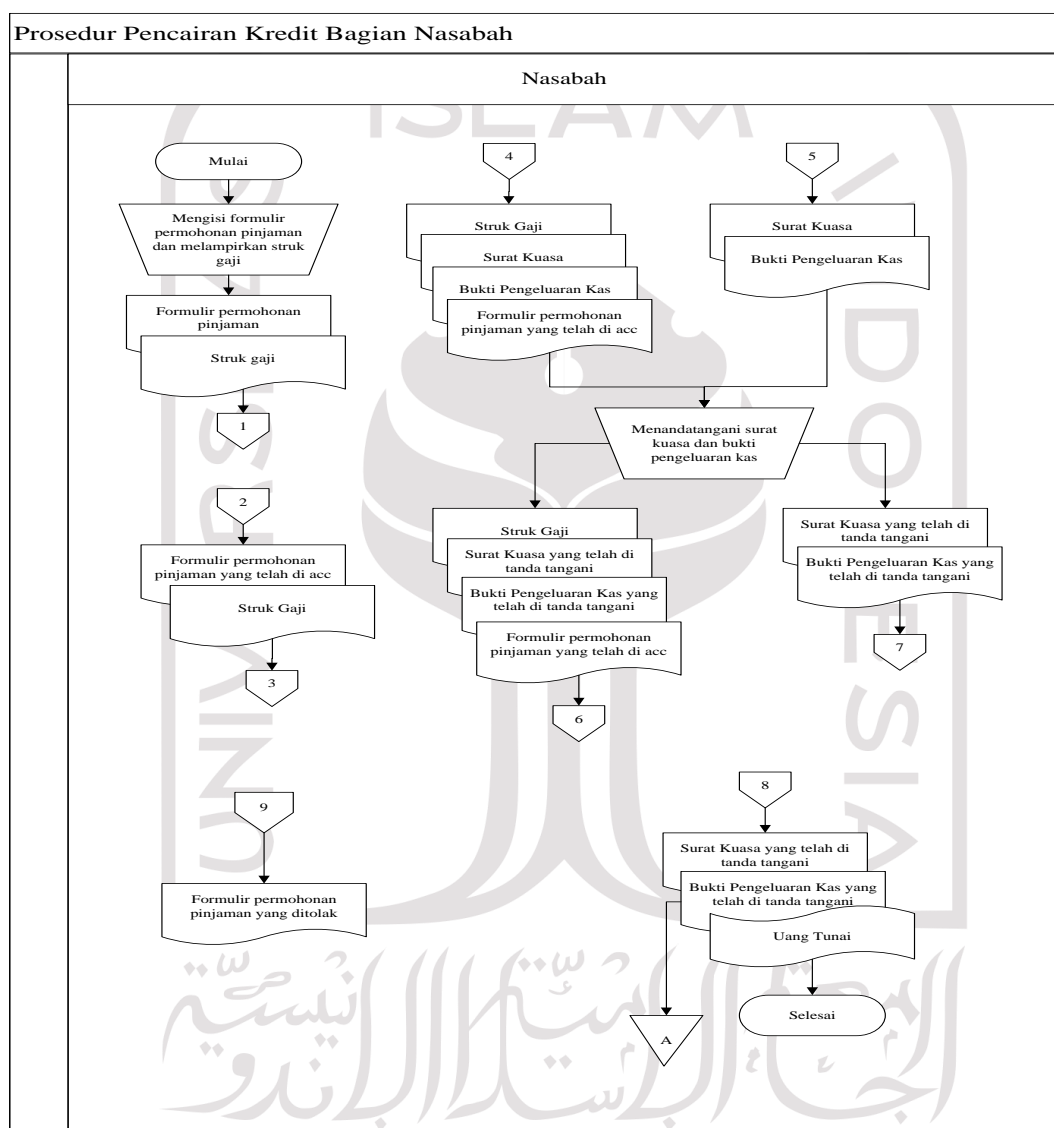 Prosedur Pencairan Kredit Bagian Nasabah
Nasabah
ISLAM
UNIVERSITAS
INDONESIA
Mulai
Mengisi formulir
permohonan pinjaman
dan melampirkan struk
gaji
Formulir permohonan
pinjaman
Struk gaji
1
2
Formulir permohonan
pinjaman yang telah di acc
Struk Gaji
3
9
Formulir permohonan
pinjaman yang ditolak
4
Struk Gaji
Surat Kuasa
Bukti Pengeluaran Kas
Formulir permohonan
pinjaman yang telah di acc
5
Surat Kuasa
Bukti Pengeluaran Kas
Menandatangani surat
kuasa dan bukti
pengeluaran kas
Struk Gaji
Surat Kuasa yang telah di
tanda tangani
Bukti Pengeluaran Kas yang
telah di tanda tangani
Formulir permohonan
pinjaman yang telah di acc
6
Surat Kuasa yang telah di
tanda tangani
Bukti Pengeluaran Kas yang
telah di tanda tangani
7
8
Surat Kuasa yang telah di
tanda tangani
Bukti Pengeluaran Kas yang
telah di tanda tangani
Uang Tunai
A
Selesai